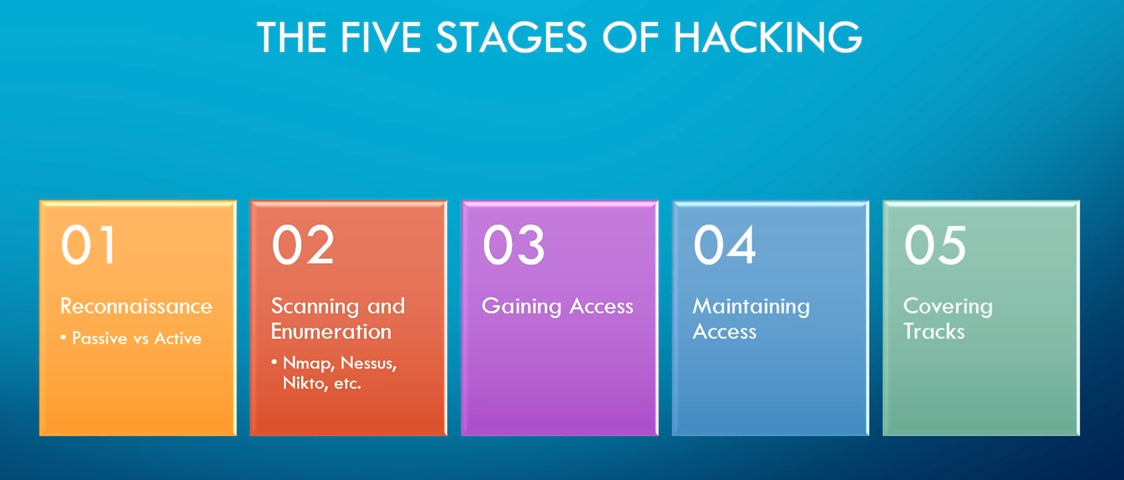 THE FIVE STAGES OF HACKING
01
Reconnaissance
• Passive vs Active
02
Scanning and
Enumeration
• Nmap, Nessus,
Nikto, etc.
03
Gaining Access
04
Maintaining
Access
05
Covering
Tracks